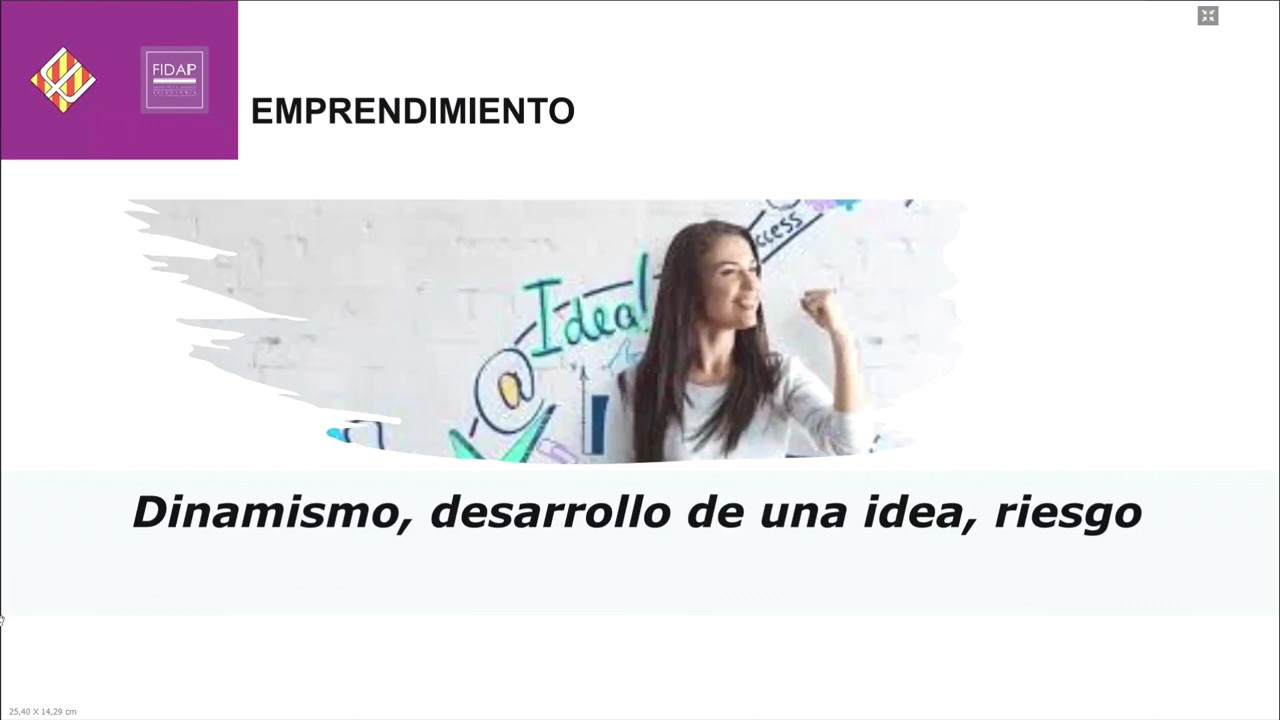 FIDAP
EMPRENDIMIENTO
ccess
Idea!
@
Dinamismo, desarrollo de una idea, riesgo
25,40 X 14,29 cm